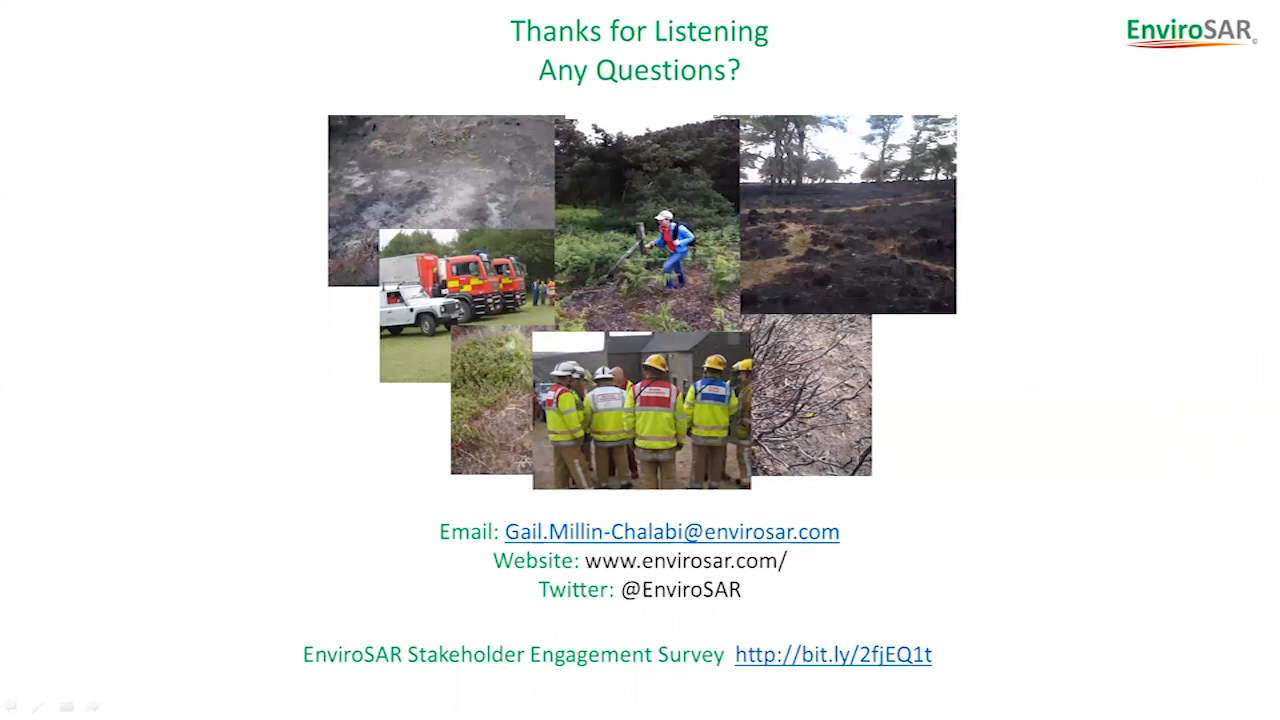 Thanks for Listening
Any Questions?
EnviroSAR
Email: Gail.Millin-Chalabi@envirosar.com
Website: www.envirosar.com/
Twitter: @EnviroSAR
EnviroSAR Stakeholder Engagement Survey http://bit.ly/2fjEQ1t